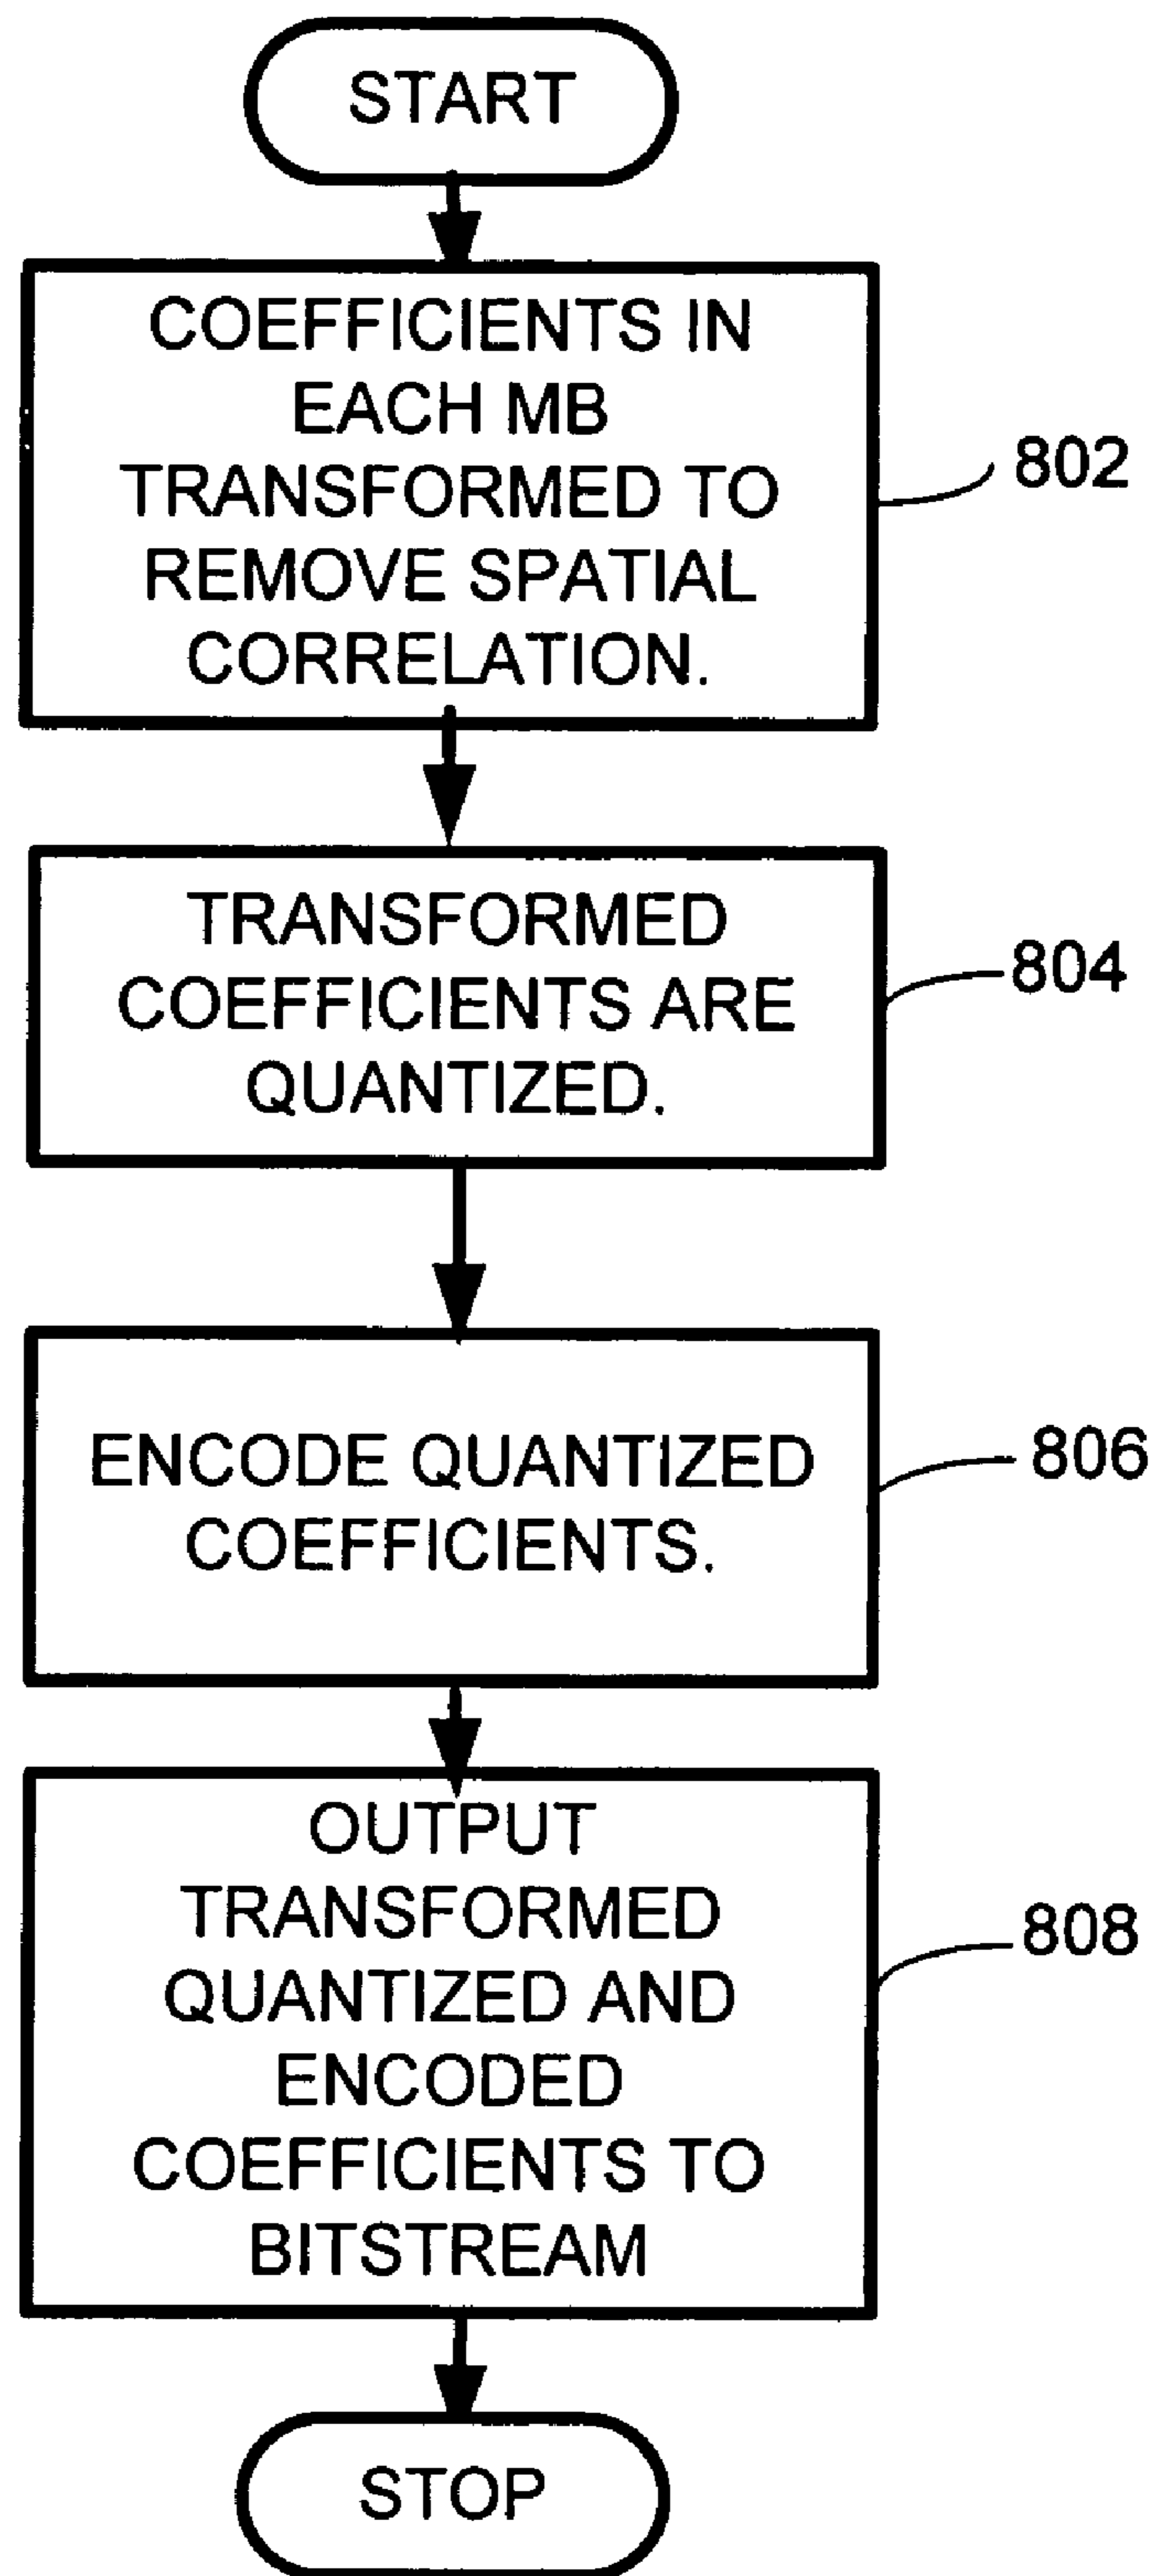 START
COEFFICIENTS IN
EACH MB
TRANSFORMED TO
REMOVE SPATIAL
CORRELATION.
802
TRANSFORMED
COEFFICIENTS ARE
QUANTIZED.
804
ENCODE QUANTIZED
COEFFICIENTS.
806
OUTPUT
TRANSFORMED
QUANTIZED AND
ENCODED
COEFFICIENTS TO
BITSTREAM
808
STOP